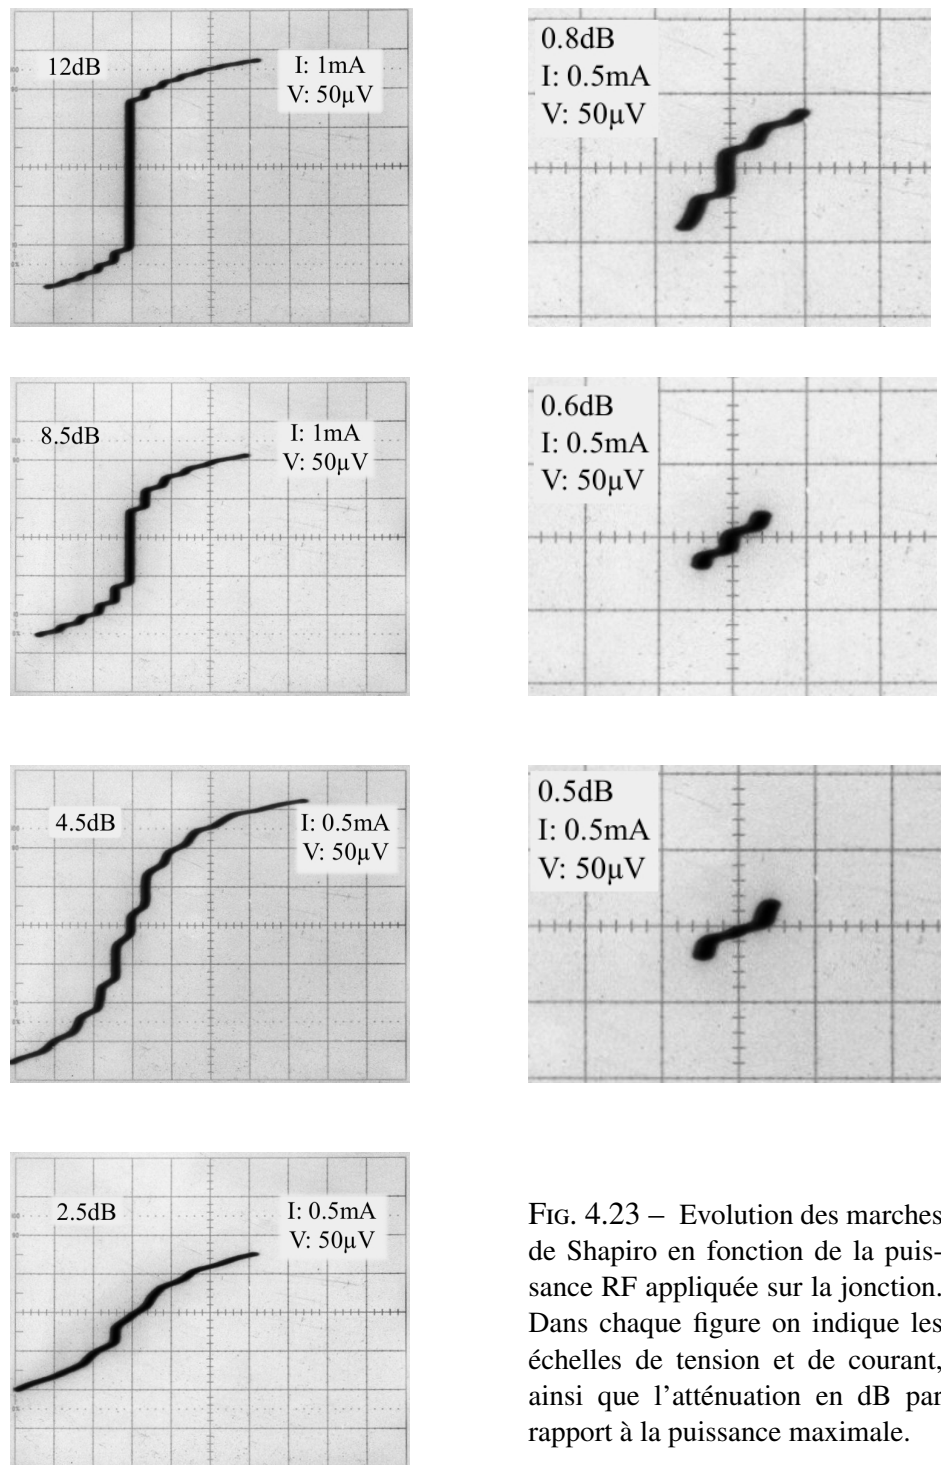 12dB
I: 1mA
V: 50µV
8.5dB
I: 1mA
V: 50µV
4.5dB
I: 0.5mA
V: 50µV
2.5dB
I: 0.5mA
V: 50µV
0.8dB
I: 0.5mA
V: 50µV
0.6dB
I: 0.5mA
V: 50µV
0.5dB
I: 0.5mA
V: 50µV
Fig. 4.23 – Evolution des marches
de Shapiro en fonction de la puis-
sance RF appliquée sur la jonction.
Dans chaque figure on indique les
échelles de tension et de courant,
ainsi que l'atténuation en dB par
rapport à la puissance maximale.